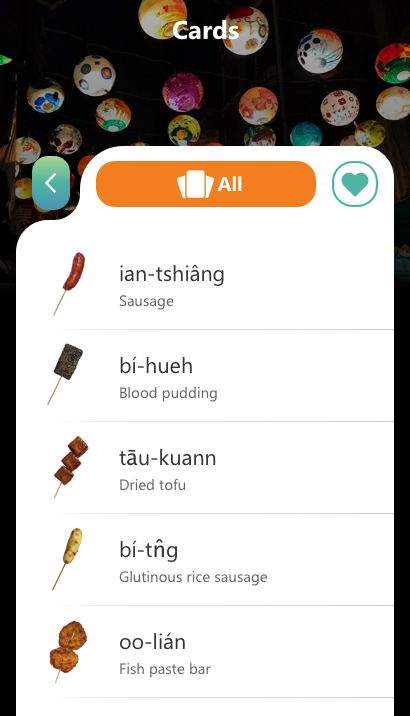 Cards
All
ian-tshiâng
Sausage
bí-hueh
Blood pudding
tāu-kuann
Dried tofu
bí-tn̂g
Glutinous rice sausage
oo-lián
Fish paste bar